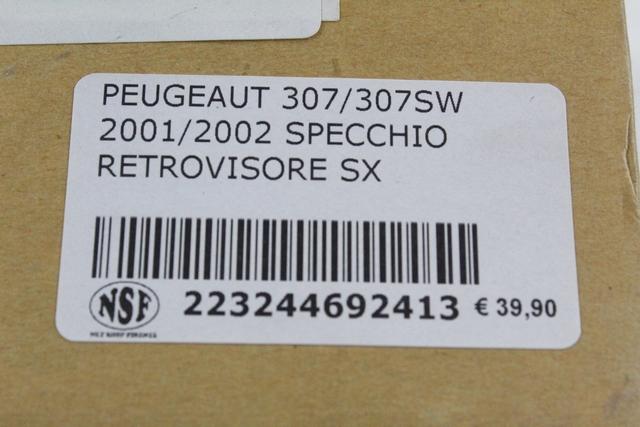 PEUGEAUT 307/307SW
2001/2002 SPECCHIO
RETROVISORE SX
NSF
223244692413 € 39,90